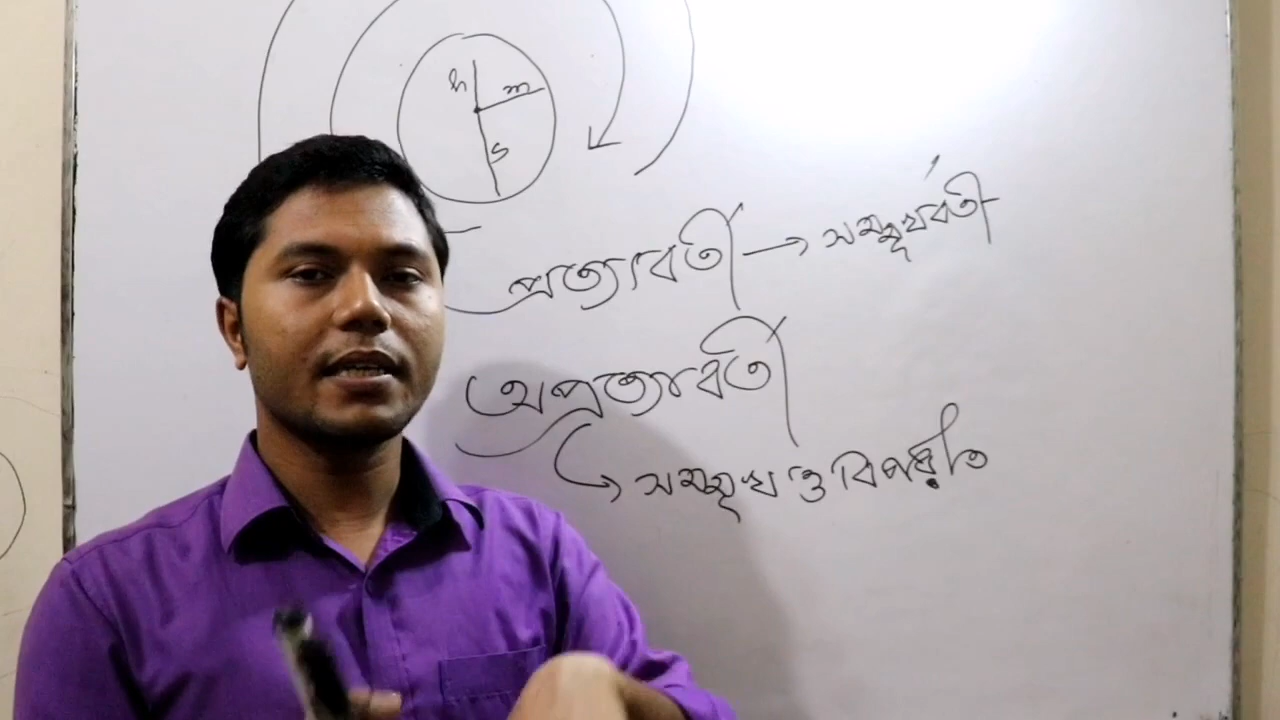 h m
s
প্রত্যাবর্তী → সম্মূখবর্তী
অপ্রত্যাবর্তী
→ সম্মুখ ও বিপরীত